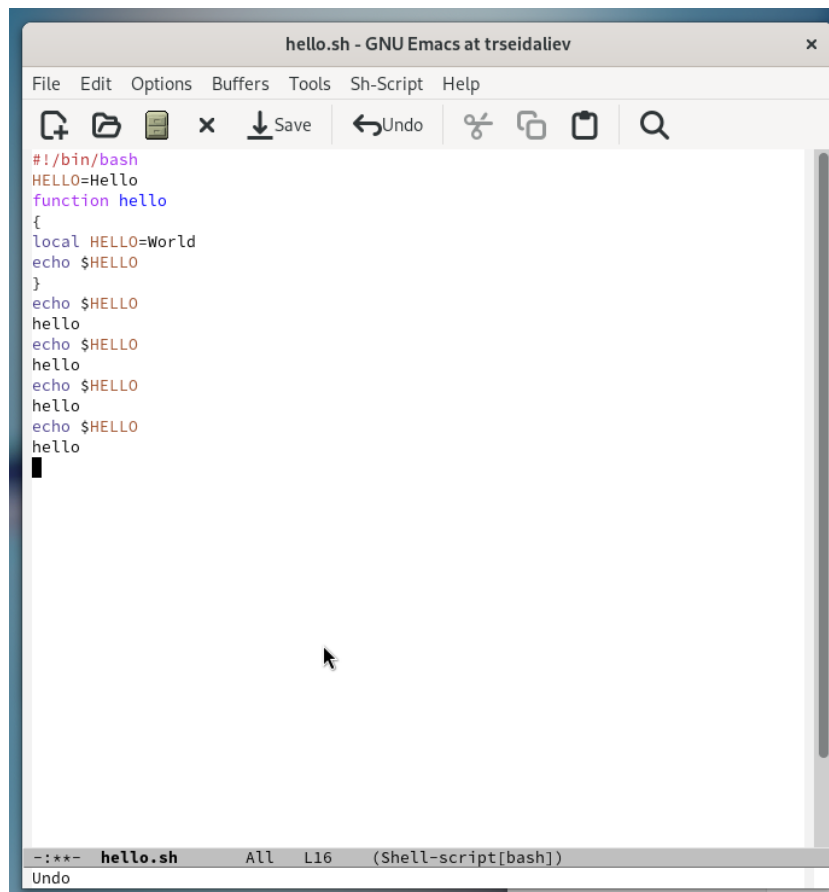 hello.sh - GNU Emacs at trseidaliev
File Edit Options Buffers Tools Sh-Script Help
Save Undo
#!/bin/bash
HELLO=Hello
function hello
{
local HELLO=World
echo $HELLO
}
echo $HELLO
hello
echo $HELLO
hello
echo $HELLO
hello
echo $HELLO
hello
-:**- hello.sh All L16 (Shell-script[bash])
Undo